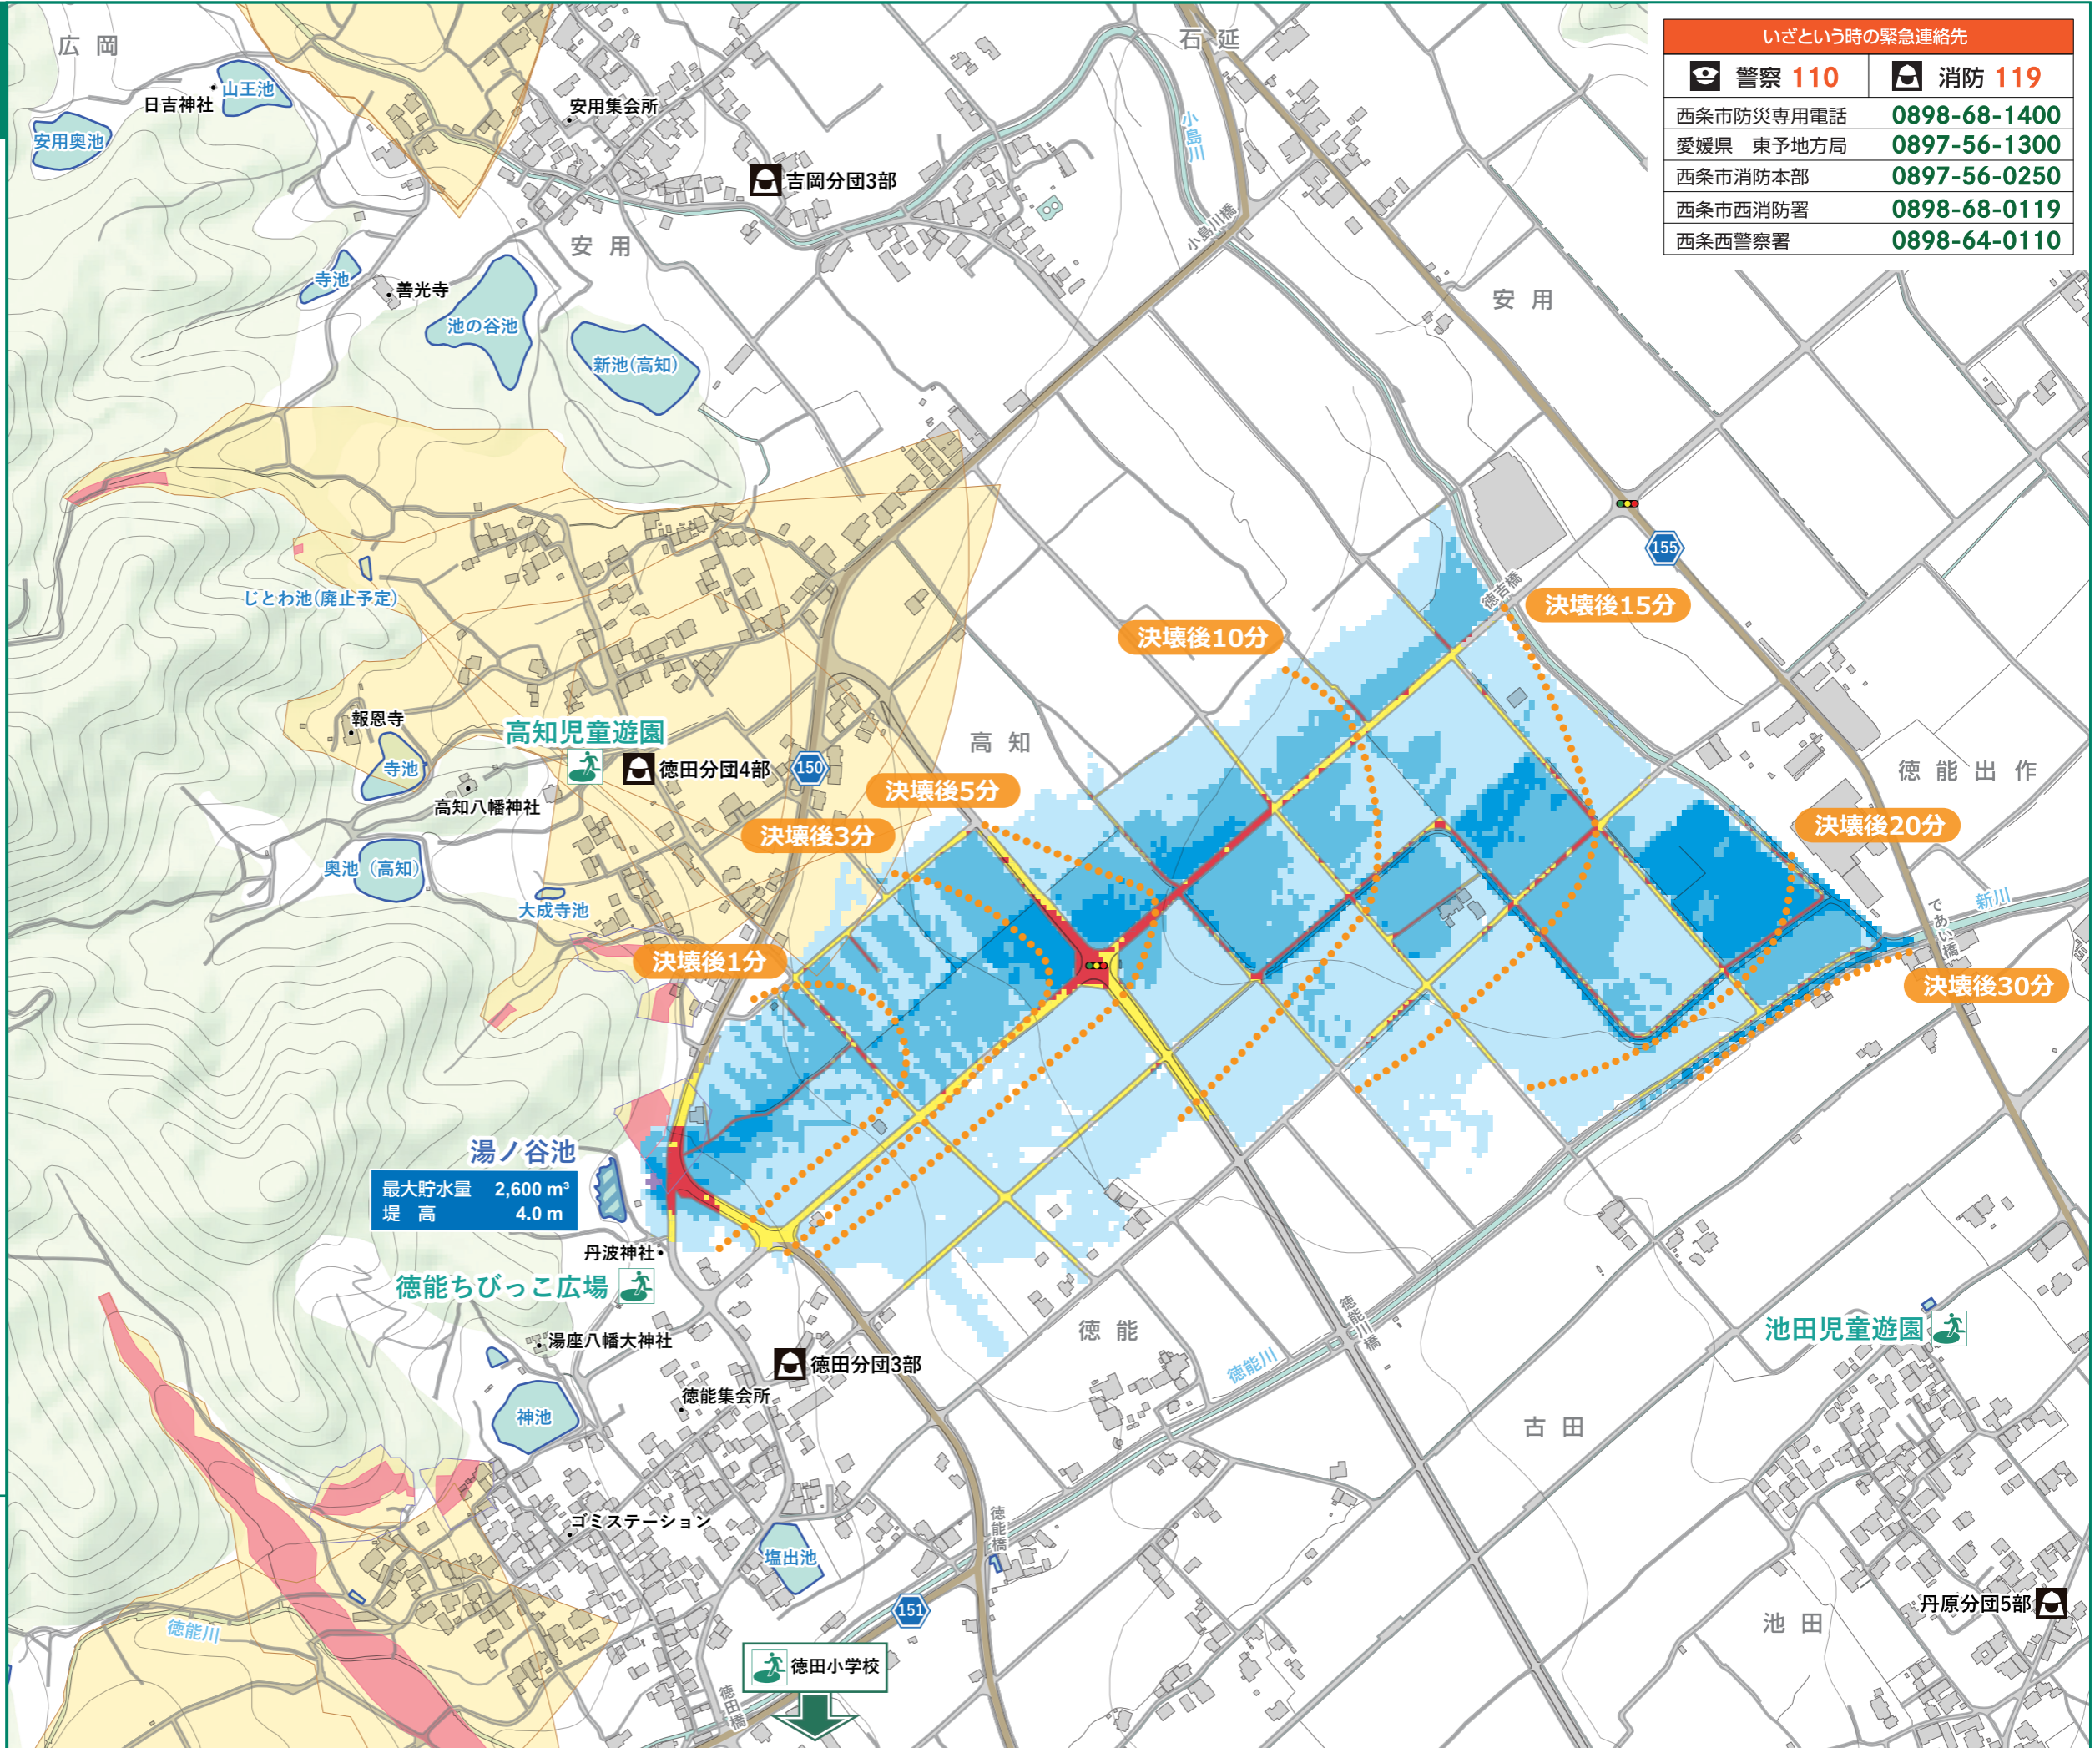 いざという時の緊急連絡先
警察 110
消防 119
西条市防災専用電話 0898-68-1400
愛媛県　東予地方局 0897-56-1300
西条市消防本部 0897-56-0250
西条市西消防署 0898-68-0119
西条西警察署 0898-64-0110
広岡
石延
山王池
日吉神社
安用集会所
小島川
安用奥池
吉岡分団3部
小島川橋
安用
寺池
善光寺
安用
池の谷池
新池(高知)
155
徳吉橋
じとわ池(廃止予定)
決壊後15分
決壊後10分
報恩寺
高知児童遊園
高知
寺池
徳田分団4部
150
徳能出作
決壊後5分
高知八幡神社
決壊後3分
決壊後20分
奥池（高知）
大成寺池
新川
であい橋
決壊後1分
決壊後30分
湯ノ谷池
最大貯水量 2,600 m³
堤　高 4.0 m
丹波神社
徳能ちびっこ広場
徳能
徳能川橋
池田児童遊園
湯座八幡大神社
徳田分団3部
徳能川
徳能集会所
神池
古田
ゴミステーション
徳能橋
塩出池
151
丹原分団5部
徳能川
池田
徳田小学校
徳田橋